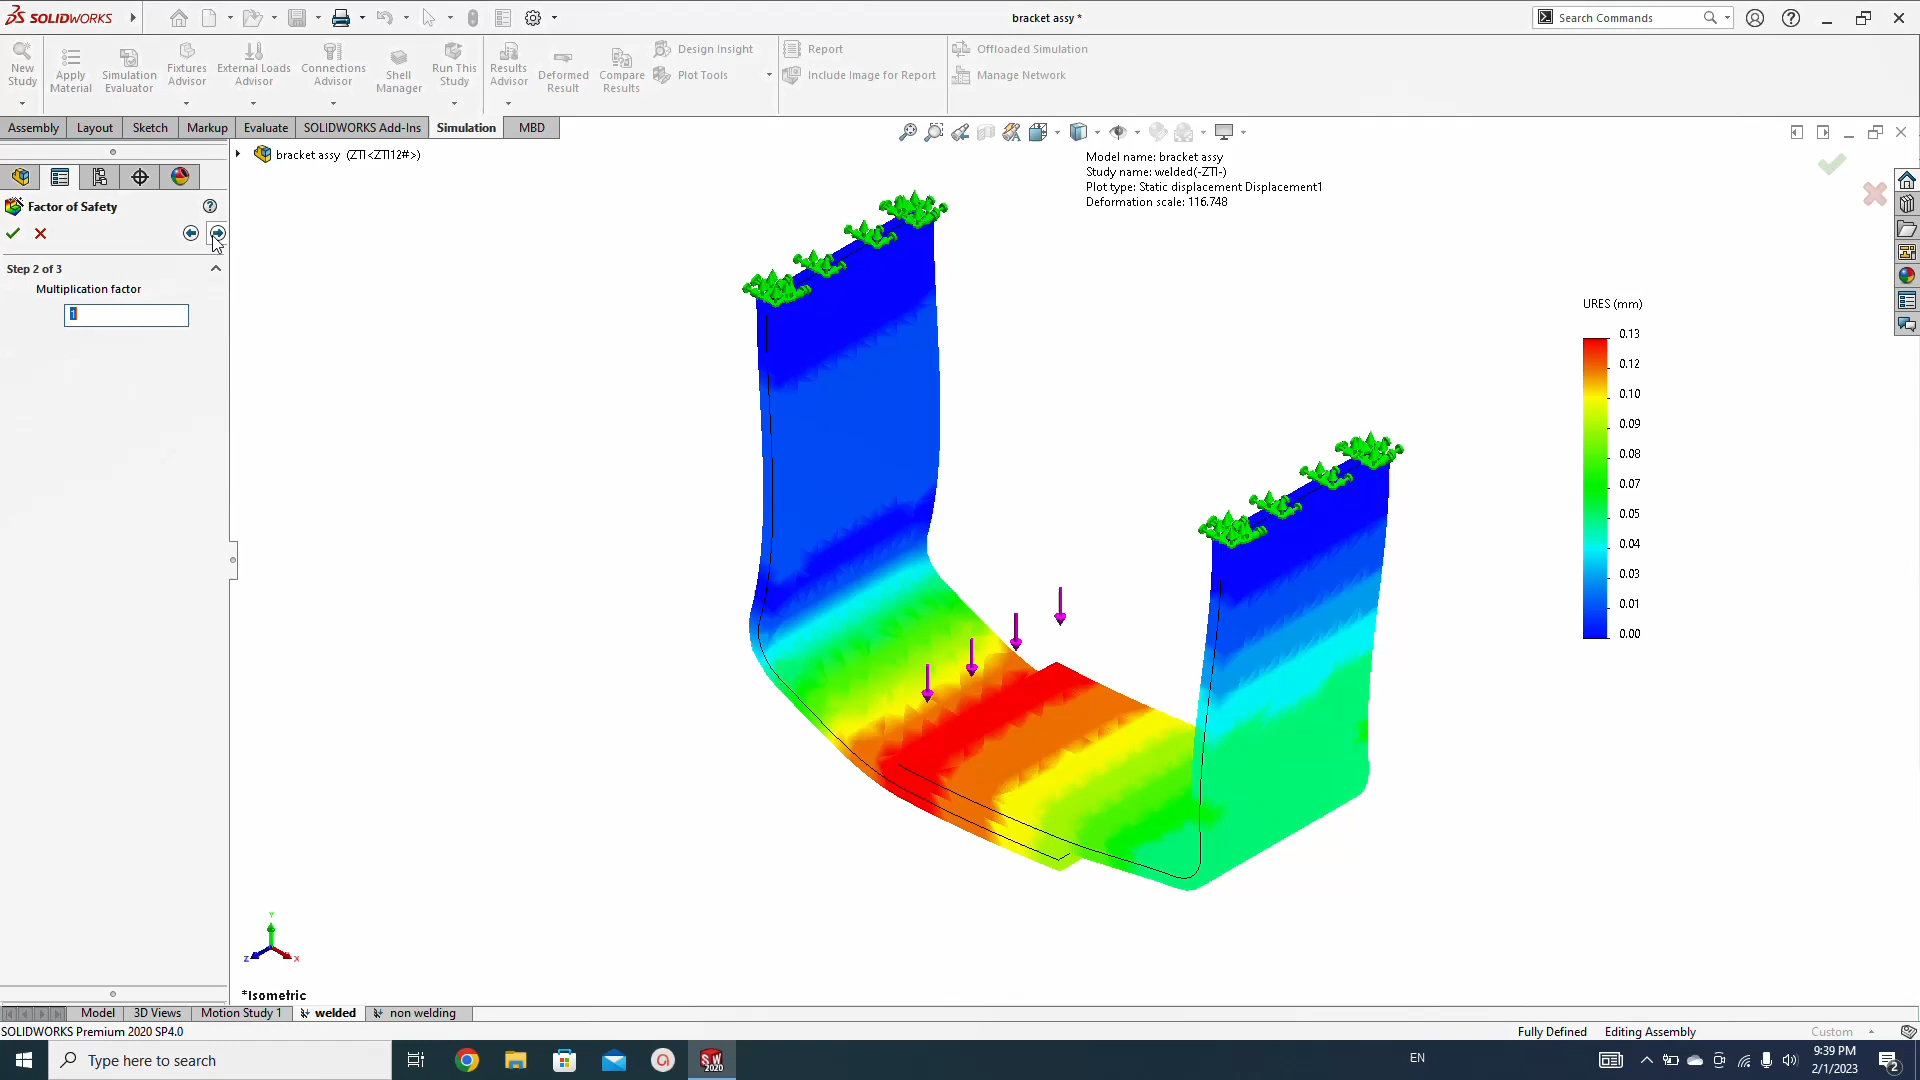 SOLIDWORKS
bracket assy *
Search Commands
New Study
Apply Material
Simulation Evaluator
Fixtures Advisor
External Loads Advisor
Connections Advisor
Shell Manager
Run This Study
Results Advisor
Deformed Result
Compare Results
Design Insight
Plot Tools
Report
Include Image for Report
Offloaded Simulation
Manage Network
Assembly
Layout
Sketch
Markup
Evaluate
SOLIDWORKS Add-Ins
Simulation
MBD
bracket assy (ZTI<ZTI12#>)
Model name: bracket assy
Study name: welded(-ZTI-)
Plot type: Static displacement Displacement1
Deformation scale: 116.748
Factor of Safety
Step 2 of 3
Multiplication factor
1
URES (mm)
0.13
0.12
0.10
0.09
0.08
0.07
0.05
0.04
0.03
0.01
0.00
Y
Z
X
*Isometric
Model
3D Views
Motion Study 1
welded
non welding
SOLIDWORKS Premium 2020 SP4.0
Fully Defined
Editing Assembly
Custom
Type here to search
SW
2020
EN
9:39 PM
2/1/2023
2